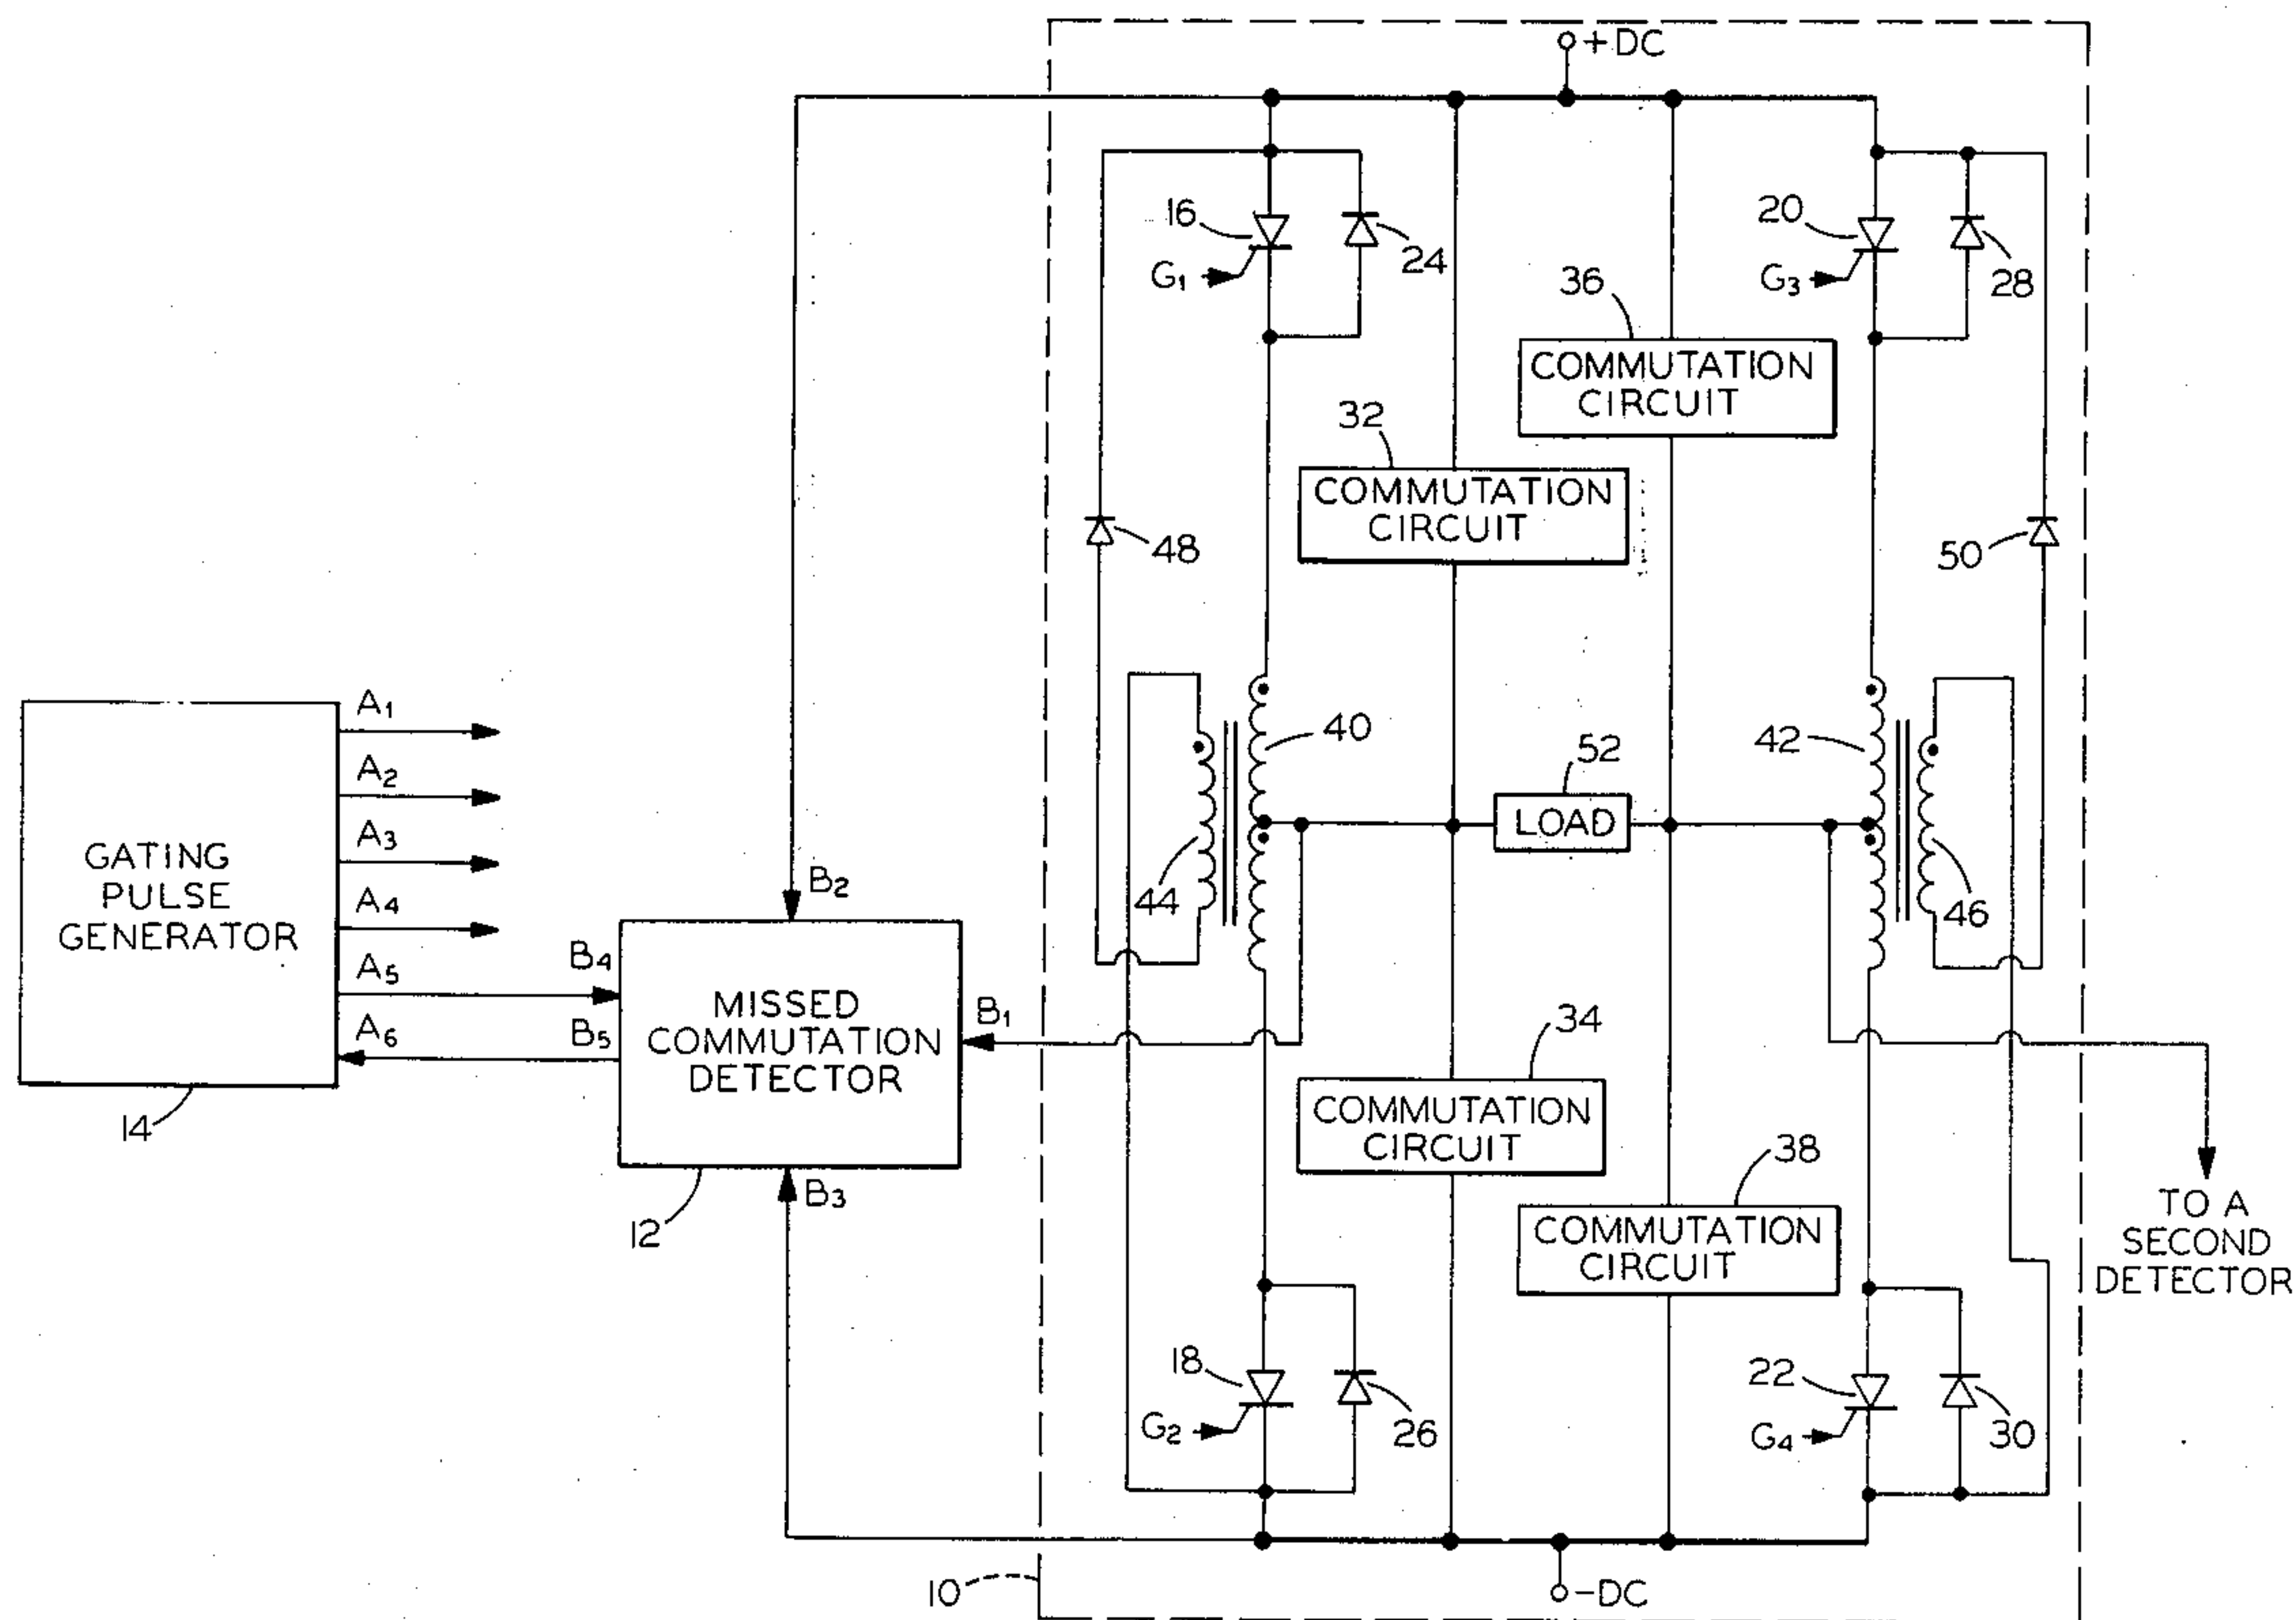 +DC
16
G1
24
20
G3
28
36
COMMUTATION
CIRCUIT
32
COMMUTATION
CIRCUIT
48
50
A1
A2
A3
A4
A5
A6
GATING
PULSE
GENERATOR
14
40
42
52
LOAD
44
46
B2
B4
B5
B1
B3
MISSED
COMMUTATION
DETECTOR
12
34
COMMUTATION
CIRCUIT
38
COMMUTATION
CIRCUIT
TO A
SECOND
DETECTOR
18
G2
26
22
G4
30
10
-DC